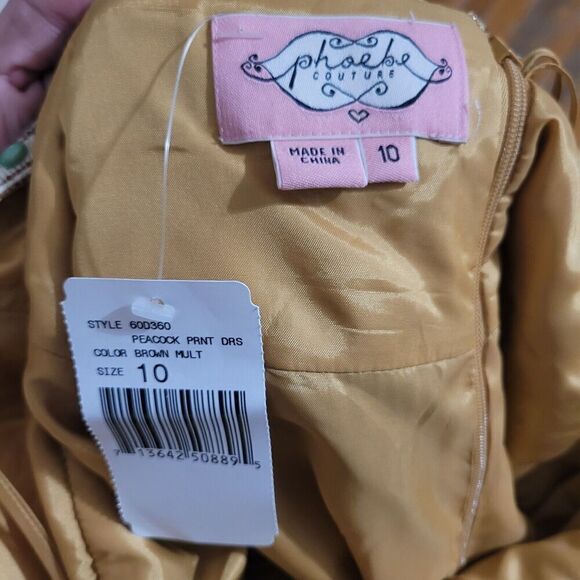 phoebe
COUTURE
MADE IN
CHINA
10
STYLE 60D360
PEACOCK PRNT DRS
COLOR BROWN MULT
SIZE 10
7 13642 50889 5